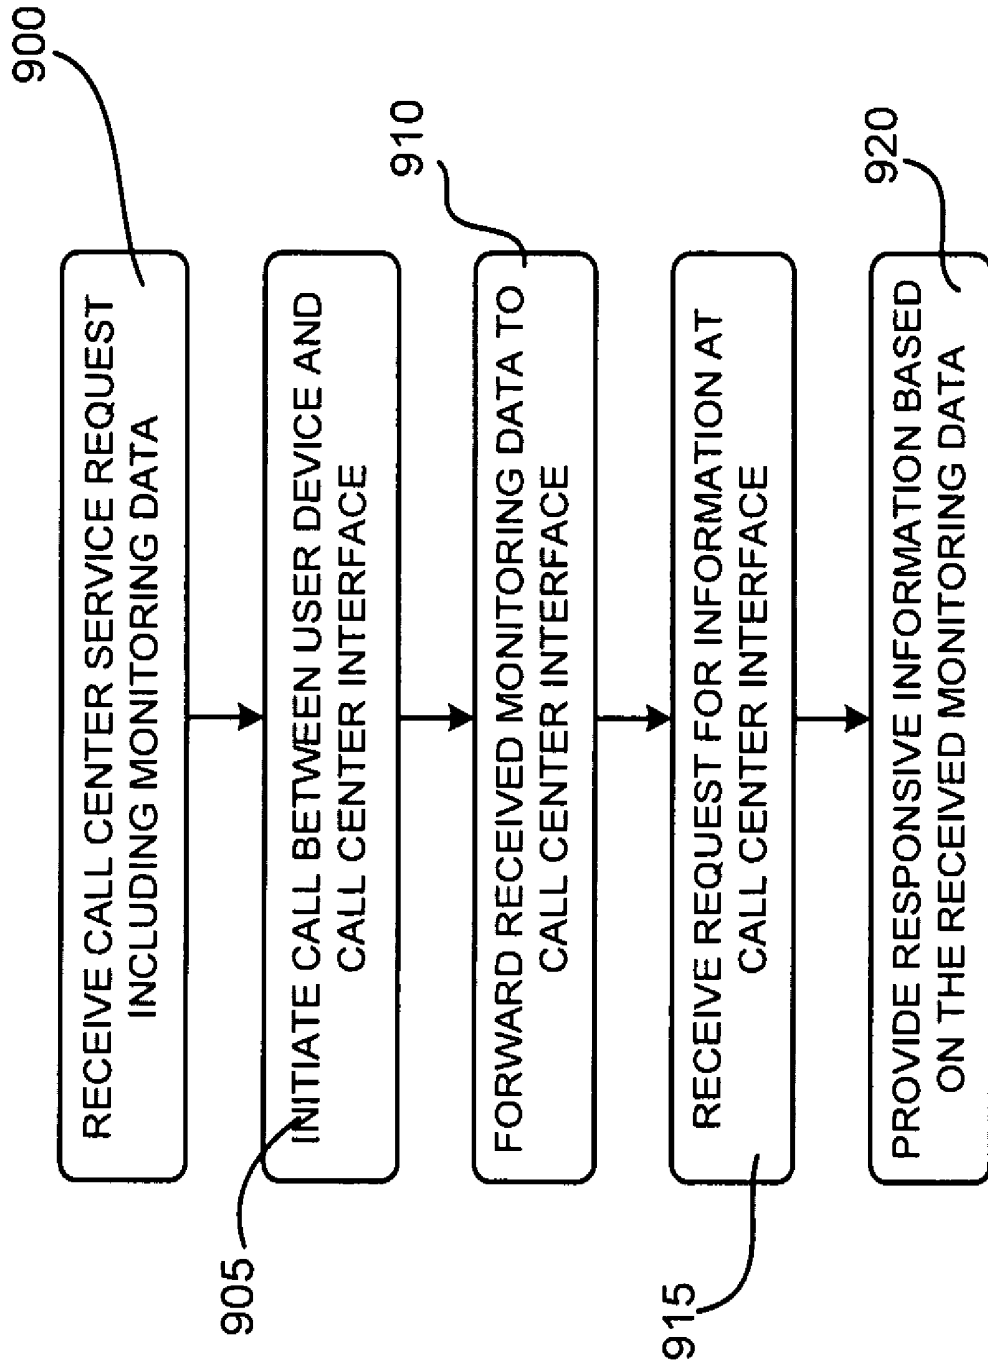 900
RECEIVE CALL CENTER SERVICE REQUEST
INCLUDING MONITORING DATA
905
INITIATE CALL BETWEEN USER DEVICE AND
CALL CENTER INTERFACE
910
FORWARD RECEIVED MONITORING DATA TO
CALL CENTER INTERFACE
915
RECEIVE REQUEST FOR INFORMATION AT
CALL CENTER INTERFACE
920
PROVIDE RESPONSIVE INFORMATION BASED
ON THE RECEIVED MONITORING DATA